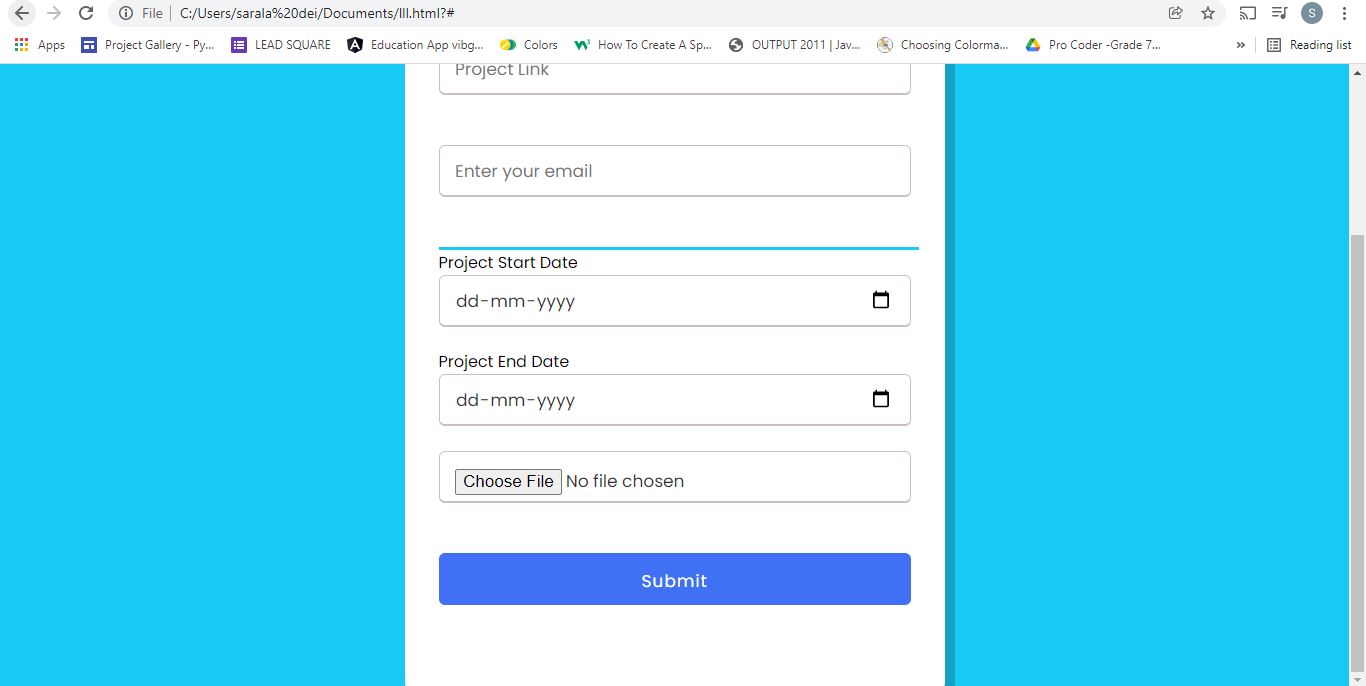 File C:/Users/sarala%20dei/Documents/lll.html?# S
Apps Project Gallery - Py... LEAD SQUARE Education App vibg... Colors How To Create A Sp... OUTPUT 2011 | Jav... Choosing Colorma... Pro Coder -Grade 7... » Reading list
Project Link
Enter your email
Project Start Date
dd-mm-yyyy
Project End Date
dd-mm-yyyy
Choose File No file chosen
Submit